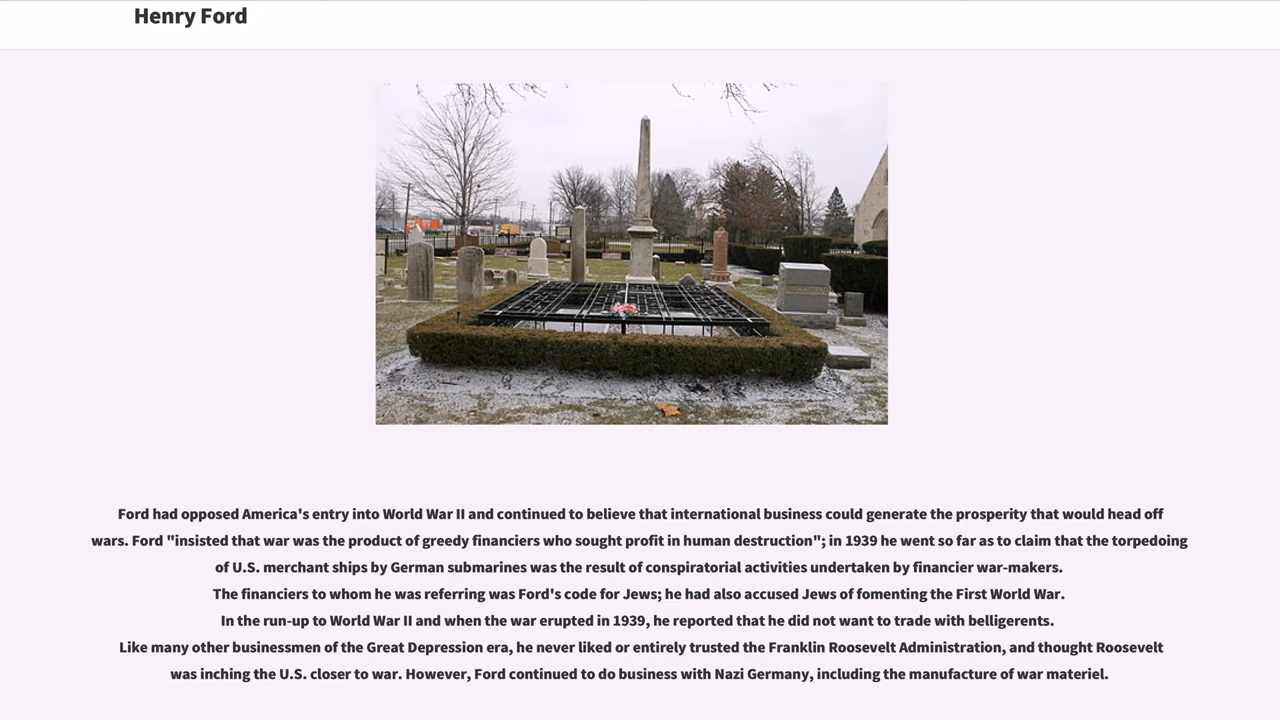 Henry Ford
Ford had opposed America's entry into World War II and continued to believe that international business could generate the prosperity that would head off
wars. Ford "insisted that war was the product of greedy financiers who sought profit in human destruction"; in 1939 he went so far as to claim that the torpedoing
of U.S. merchant ships by German submarines was the result of conspiratorial activities undertaken by financier war-makers.
The financiers to whom he was referring was Ford's code for Jews; he had also accused Jews of fomenting the First World War.
In the run-up to World War II and when the war erupted in 1939, he reported that he did not want to trade with belligerents.
Like many other businessmen of the Great Depression era, he never liked or entirely trusted the Franklin Roosevelt Administration, and thought Roosevelt
was inching the U.S. closer to war. However, Ford continued to do business with Nazi Germany, including the manufacture of war materiel.